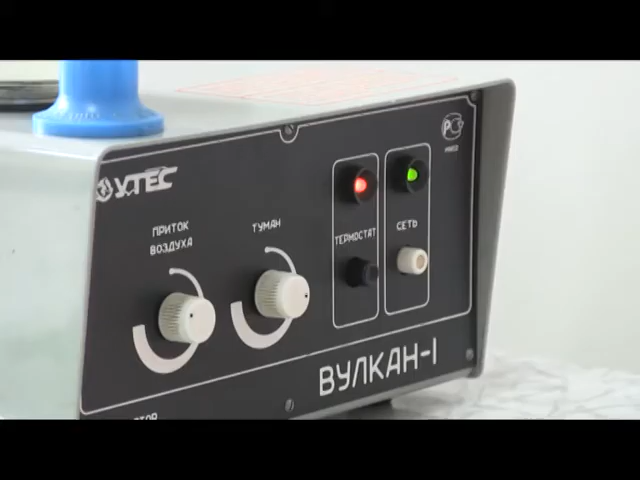 УТЕС
ПРИТОК
ВОЗДУХА
ТУМАН
ТЕРМОСТАТ
СЕТЬ
ВУЛКАН-1